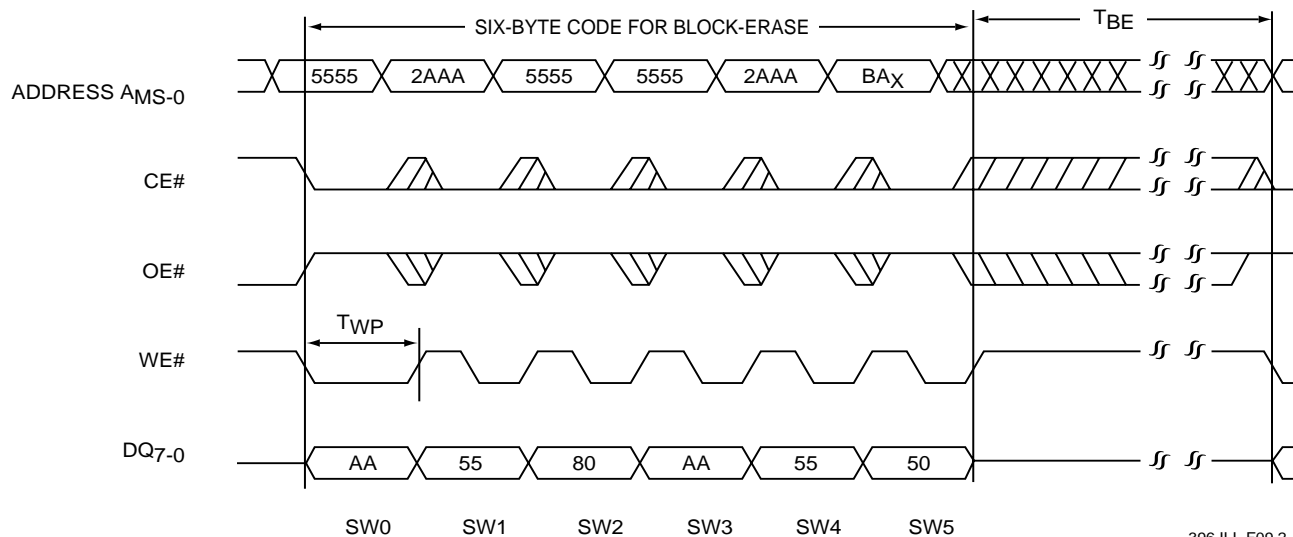 SIX-BYTE CODE FOR BLOCK-ERASE TBE
ADDRESS AMS-0 5555 2AAA 5555 5555 2AAA BAX
CE#
OE#
TWP
WE#
DQ7-0 AA 55 80 AA 55 50
SW0 SW1 SW2 SW3 SW4 SW5